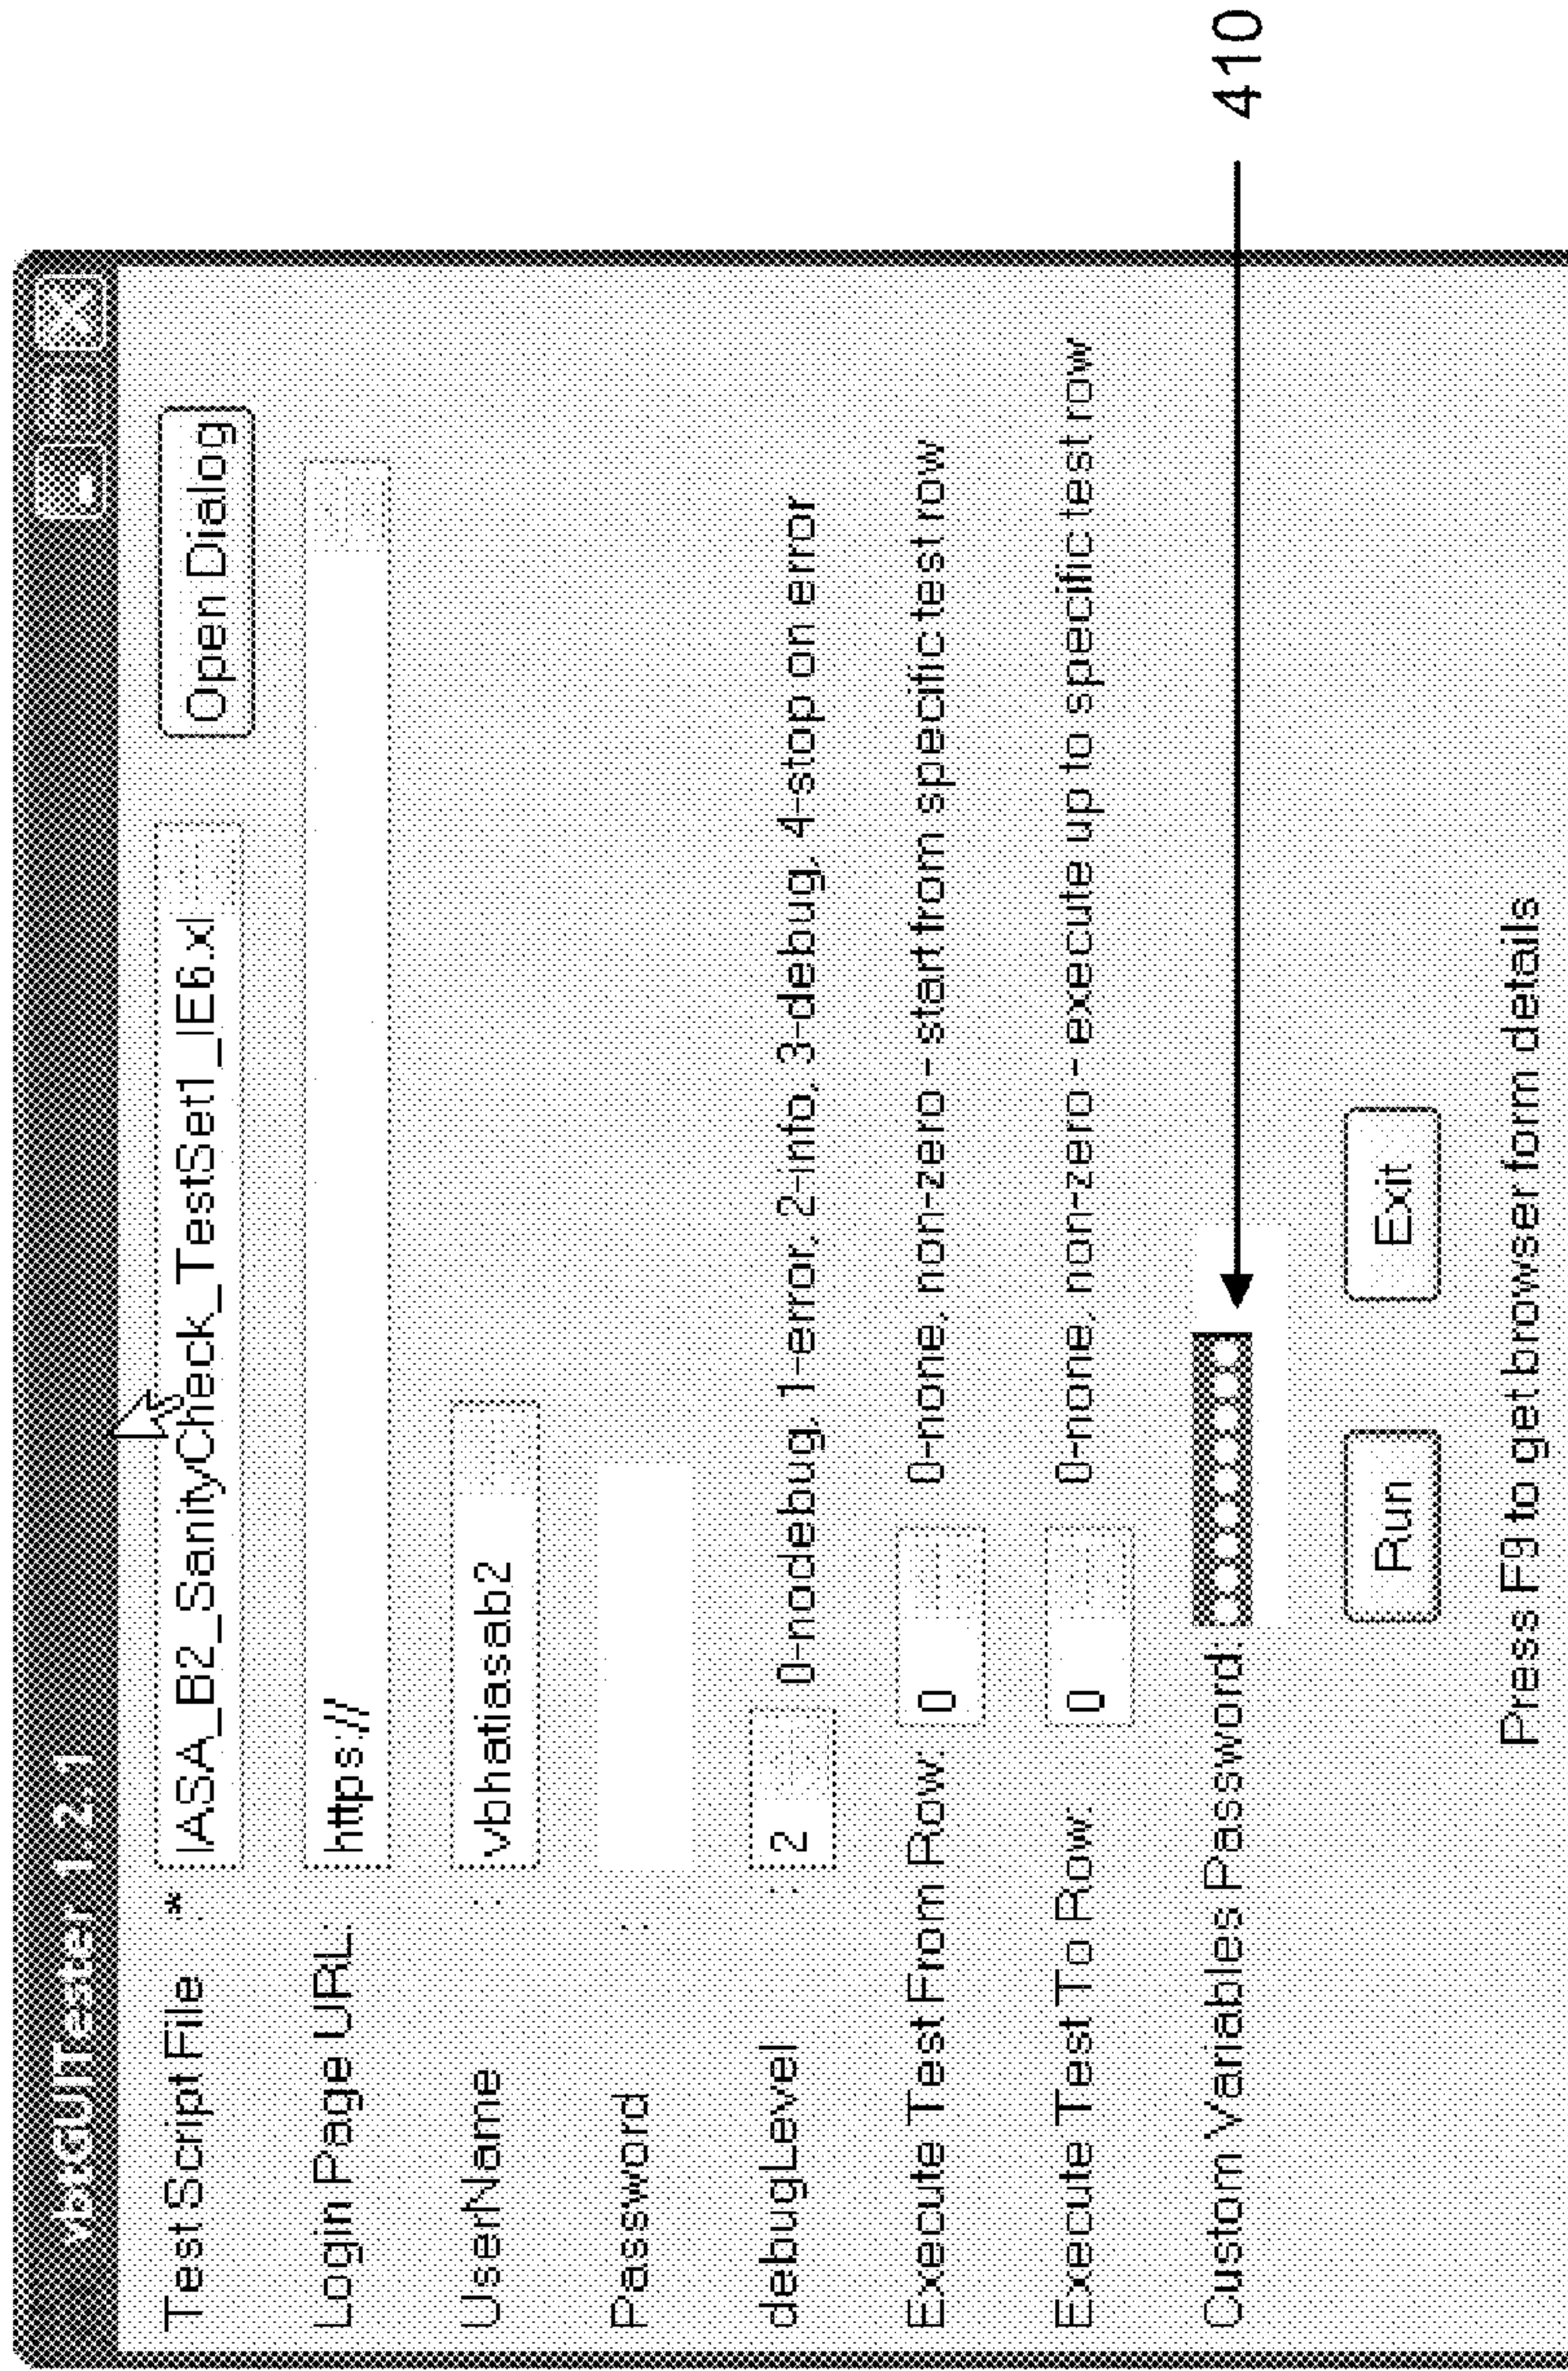 vbEGUITester 1.2.1
Test Script File :* IASA_B2_SanityCheck_TestSet1_IE6.xl Open Dialog
Login Page URL: https://
UserName : vbhatiasab2
Password :
debugLevel : 2 0-nodebug, 1-error, 2-info, 3-debug, 4-stop on error
Execute Test From Row: 0 0-none, non-zero - start from specific test row
Execute Test To Row: 0 0-none, non-zero - execute up to specific test row
Custom Variables Password: 410
Run Exit
Press F9 to get browser form details